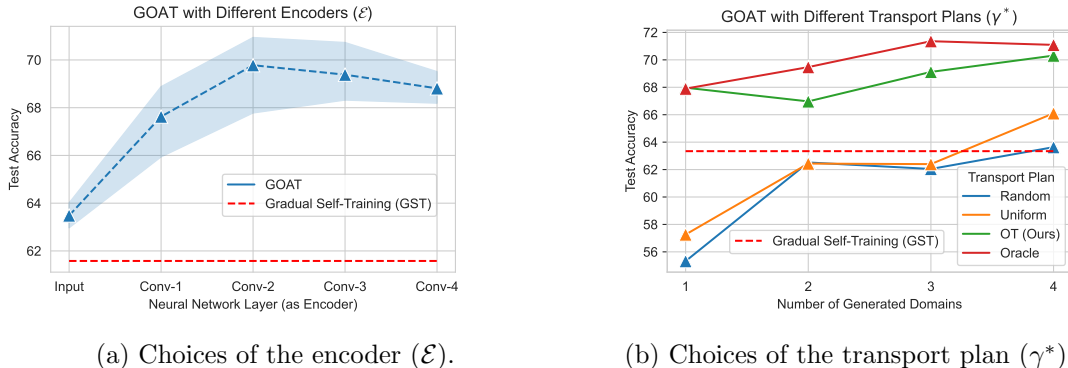 GOAT with Different Encoders (ℰ)
Test Accuracy
70
68
66
64
62
GOAT
Gradual Self-Training (GST)
Input Conv-1 Conv-2 Conv-3 Conv-4
Neural Network Layer (as Encoder)
(a) Choices of the encoder (ℰ).
GOAT with Different Transport Plans (γ*)
Test Accuracy
72
70
68
66
64
62
60
58
56
Transport Plan
Random
Uniform
OT (Ours)
Oracle
Gradual Self-Training (GST)
1 2 3 4
Number of Generated Domains
(b) Choices of the transport plan (γ*)